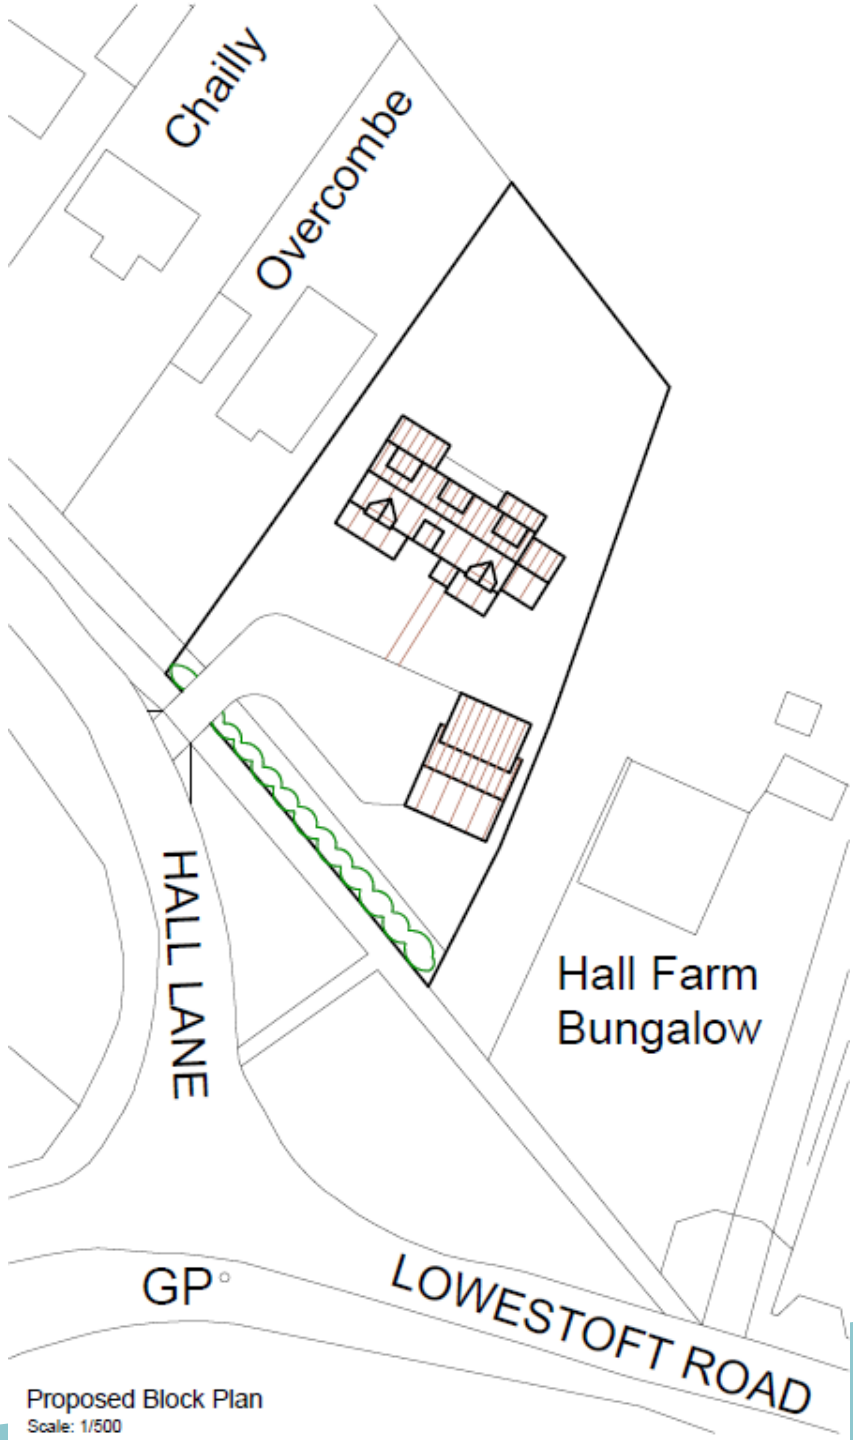 Chailly
Overcombe
HALL LANE
Hall Farm
Bungalow
GP
LOWESTOFT ROAD
Proposed Block Plan
Scale: 1/500